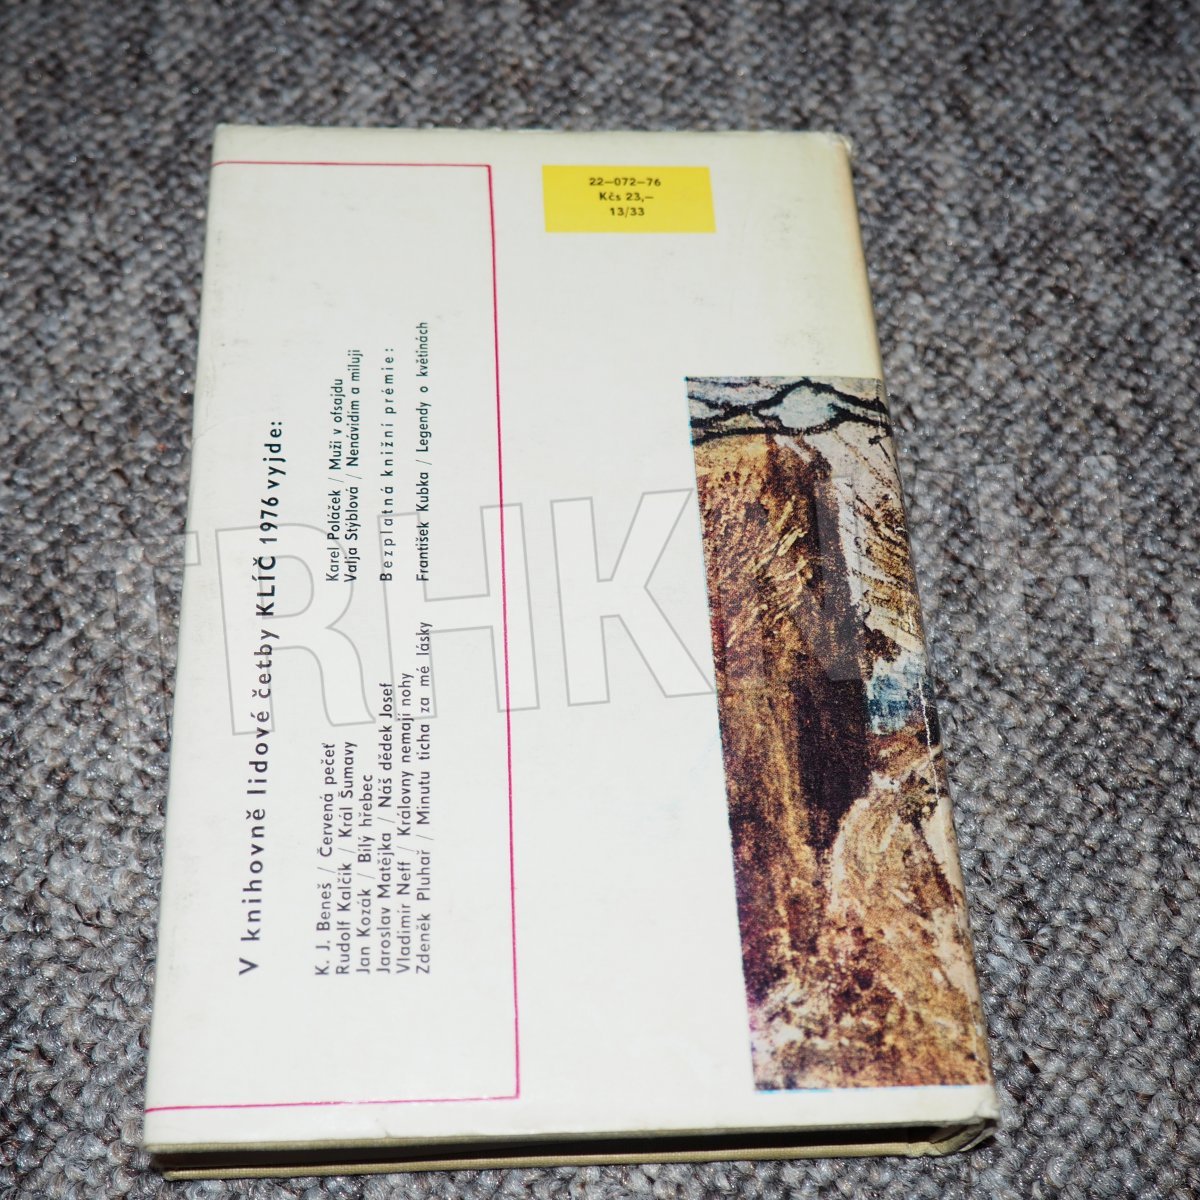 22—072—76
Kčs 23,—
13/33
V knihovně lidové četby KLÍČ 1976 vyjde:
K. J. Beneš / Červená pečeť
Rudolf Kalčík / Král Šumavy
Jan Kozák / Bílý hřebec
Jaroslav Matějka / Náš dědek Josef
Vladimír Neff / Královny nemají nohy
Zdeněk Pluhař / Minutu ticha za mé lásky
Karel Poláček / Muži v ofsajdu
Valja Stýblová / Nenávidím a miluji
Bezplatná knižní prémie:
František Kubka / Legendy o květinách